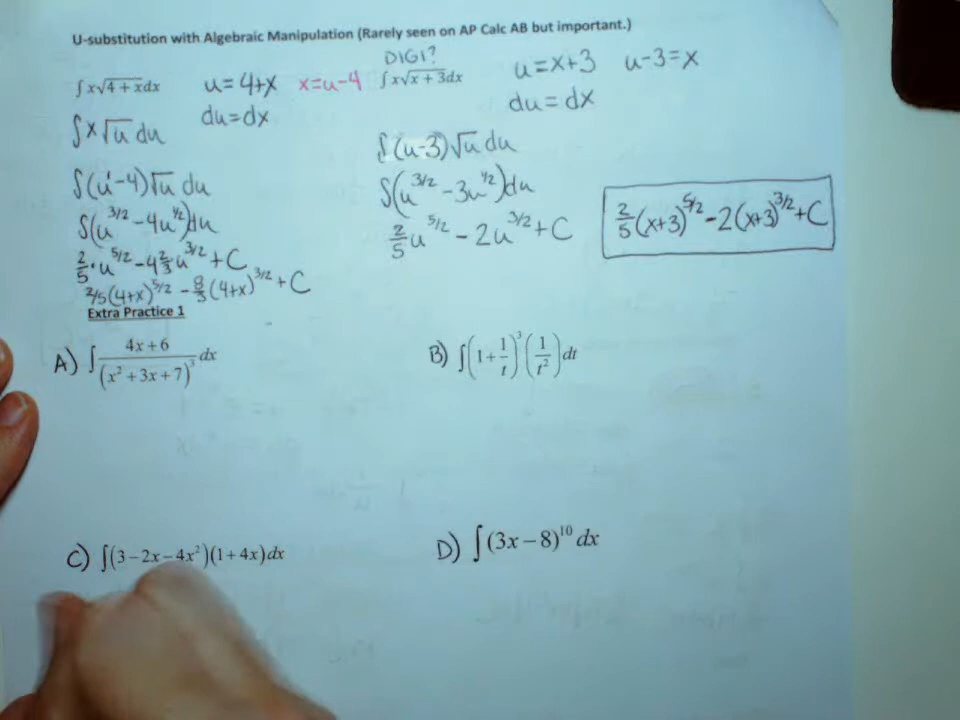 U-substitution with Algebraic Manipulation (Rarely seen on AP Calc AB but important.)
∫x√(4+x)dx u=4+x x=u-4
du=dx
∫x√u du
∫(u¹-4)√u du
∫(u^3/2 - 4u^1/2)du
2/5·u^5/2 - 4 2/3 u^3/2 + C
2/5(4+x)^5/2 - 8/3(4+x)^3/2 + C
DIGI?
∫x√(x+3)dx u=x+3 u-3=x
du=dx
∫(u-3)√u du
∫(u^3/2 - 3u^1/2)du
2/5 u^5/2 - 2u^3/2 + C
2/5(x+3)^5/2 - 2(x+3)^3/2 + C
Extra Practice 1
A) ∫ (4x+6)/(x²+3x+7)³ dx
B) ∫(1+1/t)³(1/t²)dt
C) ∫(3-2x-4x²)(1+4x)dx
D) ∫(3x-8)¹⁰ dx